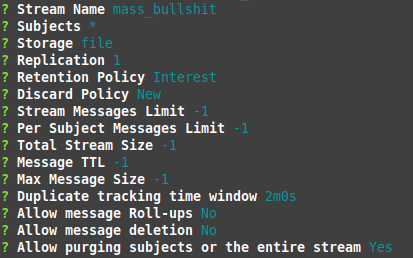 ? Stream Name mass_bullshit
? Subjects *
? Storage file
? Replication 1
? Retention Policy Interest
? Discard Policy New
? Stream Messages Limit -1
? Per Subject Messages Limit -1
? Total Stream Size -1
? Message TTL -1
? Max Message Size -1
? Duplicate tracking time window 2m0s
? Allow message Roll-ups No
? Allow message deletion No
? Allow purging subjects or the entire stream Yes